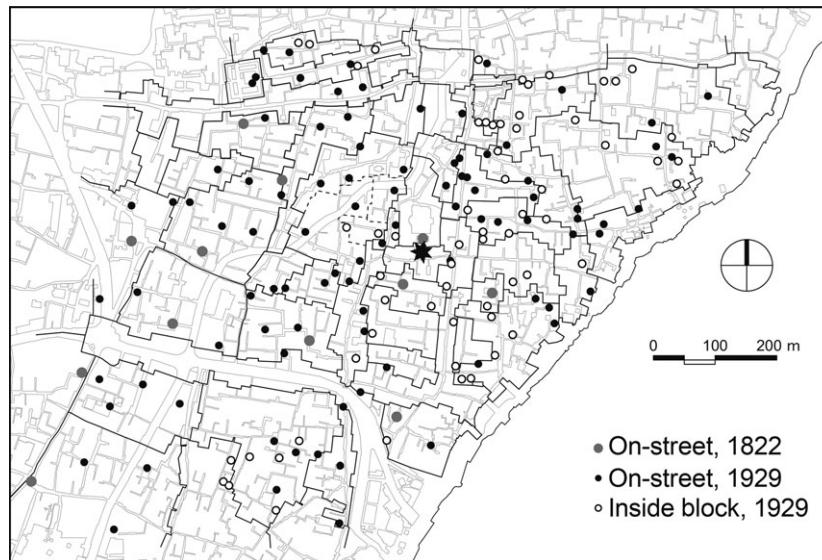 0 100 200 m
On-street, 1822
On-street, 1929
Inside block, 1929